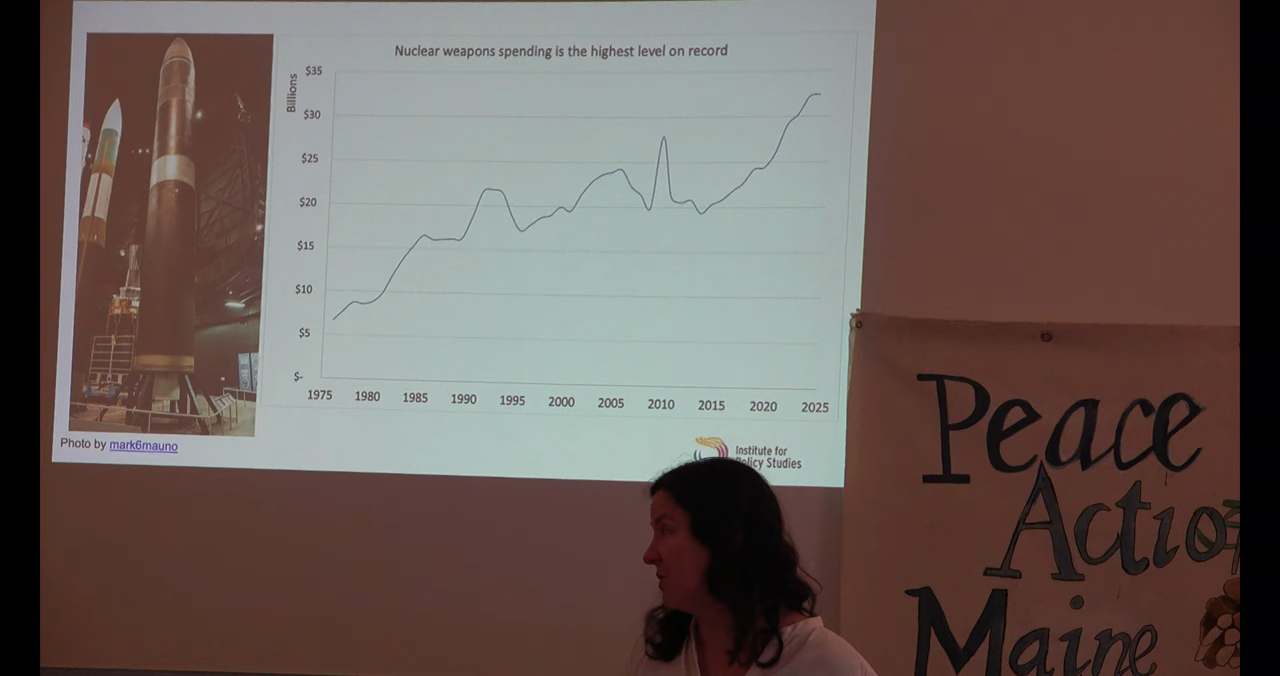 Nuclear weapons spending is the highest level on record
Billions
$35
$30
$25
$20
$15
$10
$5
$-
1975 1980 1985 1990 1995 2000 2005 2010 2015 2020 2025
Photo by mark6mauno
Institute for
Policy Studies
Peace
Actio
Maine